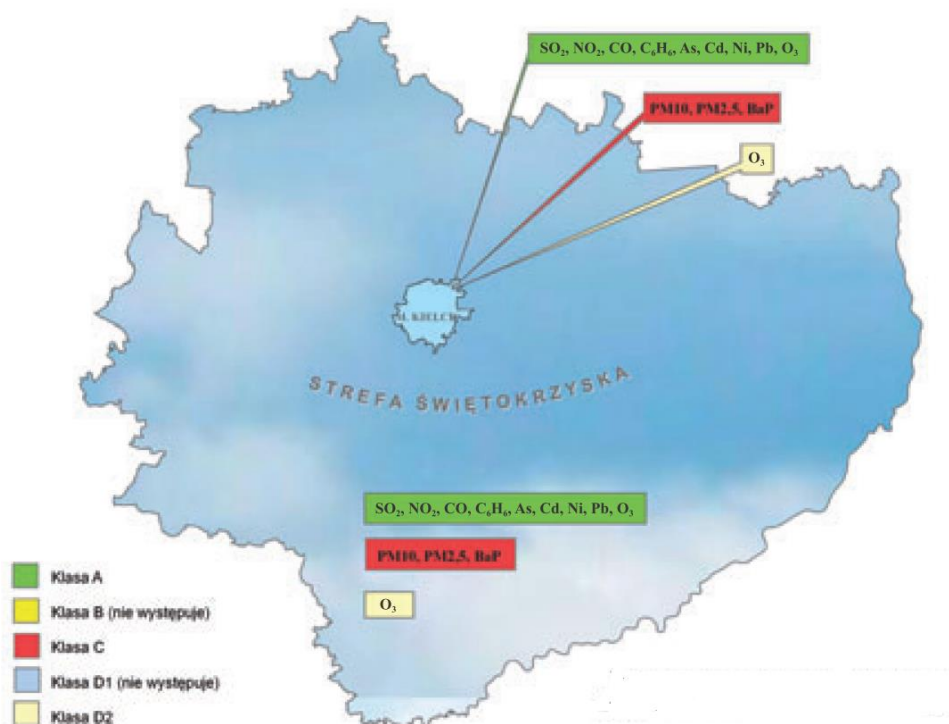 SO₂, NO₂, CO, C₆H₆, As, Cd, Ni, Pb, O₃
PM10, PM2,5, BaP
O₃
M. KIELCE
STREFA ŚWIĘTOKRZYSKA
SO₂, NO₂, CO, C₆H₆, As, Cd, Ni, Pb, O₃
PM10, PM2,5, BaP
O₃
Klasa A
Klasa B (nie występuje)
Klasa C
Klasa D1 (nie występuje)
Klasa D2